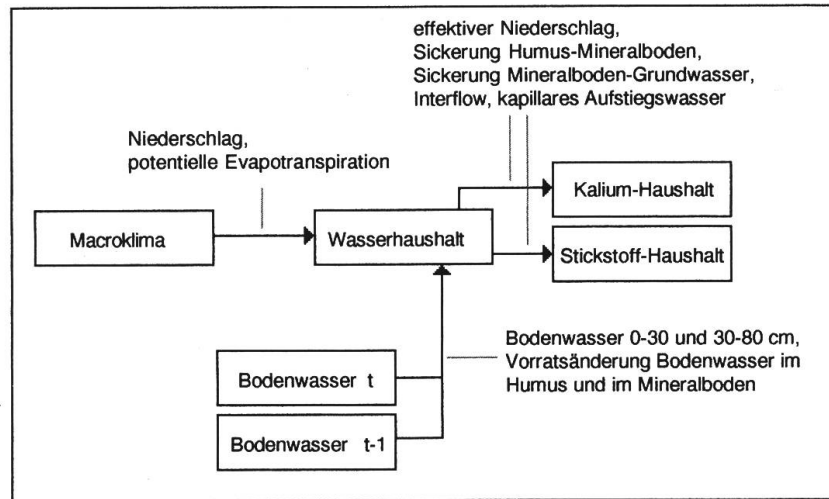 effektiver Niederschlag,
Sickerung Humus-Mineralboden,
Sickerung Mineralboden-Grundwasser,
Interflow, kapillares Aufstiegswasser
Niederschlag,
potentielle Evapotranspiration
Kalium-Haushalt
Macroklima
Wasserhaushalt
Stickstoff-Haushalt
Bodenwasser 0-30 und 30-80 cm,
Vorratsänderung Bodenwasser im
Humus und im Mineralboden
Bodenwasser t
Bodenwasser t-1